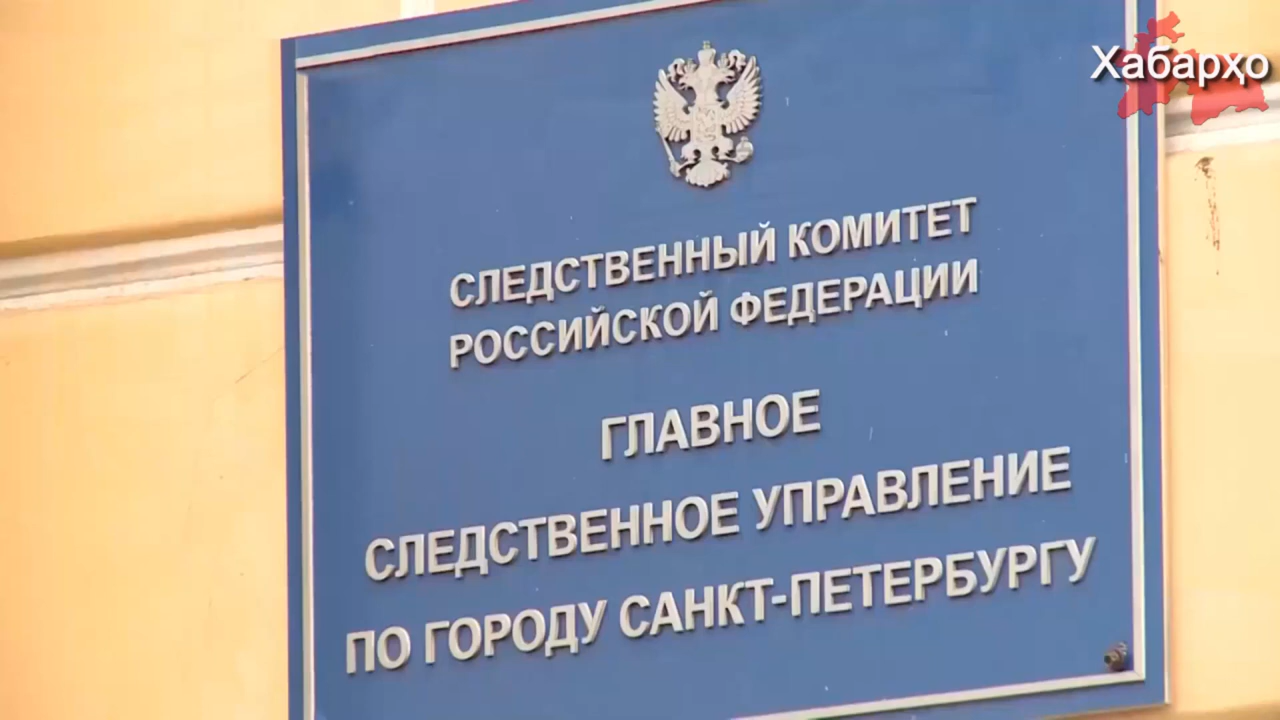 Хабарҳо
СЛЕДСТВЕННЫЙ КОМИТЕТ
РОССИЙСКОЙ ФЕДЕРАЦИИ
ГЛАВНОЕ
СЛЕДСТВЕННОЕ УПРАВЛЕНИЕ
ПО ГОРОДУ САНКТ-ПЕТЕРБУРГУ